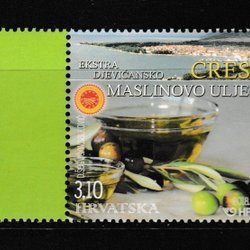 CRES
EKSTRA
DJEVIČANSKO
MASLINOVO ULJE
3,10
HRVATSKA